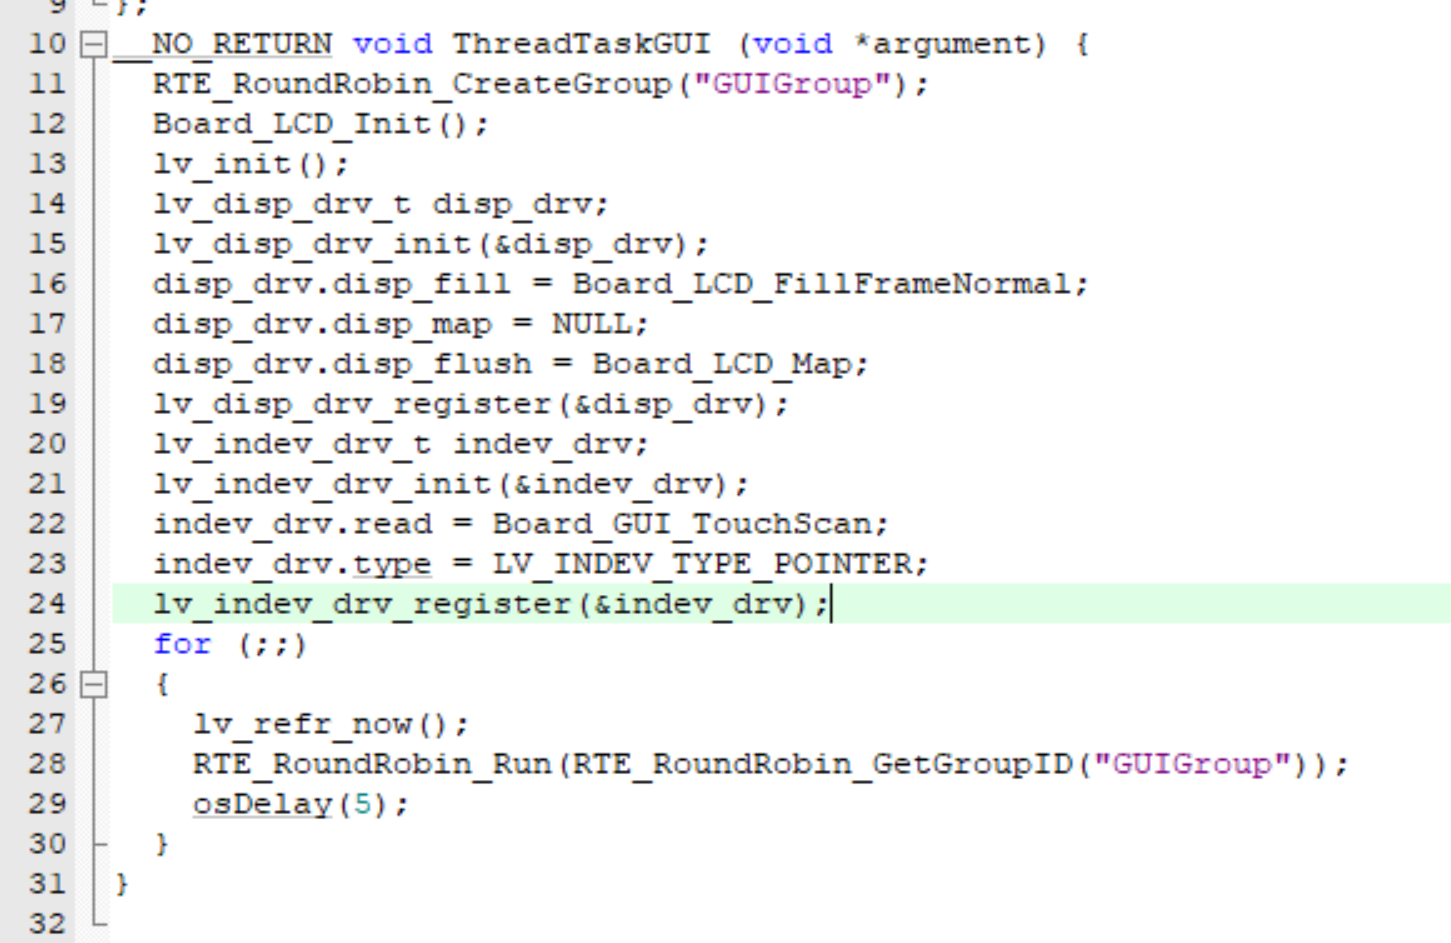 9 };
10 __NO_RETURN void ThreadTaskGUI (void *argument) {
11 RTE_RoundRobin_CreateGroup("GUIGroup");
12 Board_LCD_Init();
13 lv_init();
14 lv_disp_drv_t disp_drv;
15 lv_disp_drv_init(&disp_drv);
16 disp_drv.disp_fill = Board_LCD_FillFrameNormal;
17 disp_drv.disp_map = NULL;
18 disp_drv.disp_flush = Board_LCD_Map;
19 lv_disp_drv_register(&disp_drv);
20 lv_indev_drv_t indev_drv;
21 lv_indev_drv_init(&indev_drv);
22 indev_drv.read = Board_GUI_TouchScan;
23 indev_drv.type = LV_INDEV_TYPE_POINTER;
24 lv_indev_drv_register(&indev_drv);
25 for (;;)
26 {
27 lv_refr_now();
28 RTE_RoundRobin_Run(RTE_RoundRobin_GetGroupID("GUIGroup"));
29 osDelay(5);
30 }
31 }
32